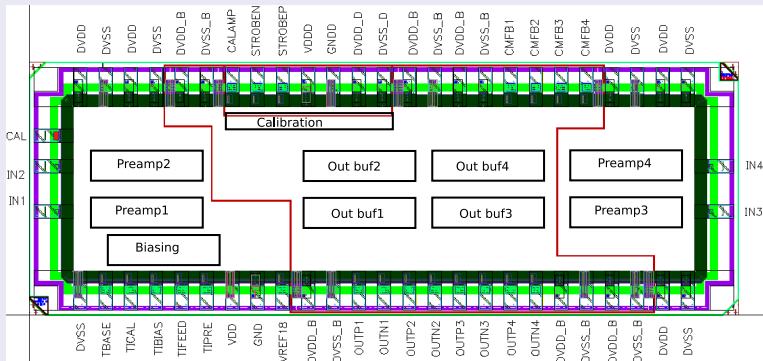 DVDD
DVSS
DVDD
DVSS
DVDD_B
DVSS_B
CALAMP
STROBEN
STROBEP
VDDD
GNDD
DVDD_D
DVSS_D
DVDD_B
DVSS_B
DVDD_B
DVSS_B
CMFB1
CMFB2
CMFB3
CMFB4
DVDD
DVSS
DVDD
DVSS
Calibration
CAL
Preamp2
Out buf2
Out buf4
Preamp4
IN4
IN2
IN1
Preamp1
Out buf1
Out buf3
Preamp3
IN3
Biasing
DVSS
TBASE
TICAL
TIBIAS
TIFEED
TIPRE
VDD
GND
VREF18
DVDD_B
DVSS_B
OUTP1
OUTN1
OUTP2
OUTN2
OUTP3
OUTN3
OUTP4
OUTN4
DVDD_B
DVSS_B
DVDD_B
DVSS_B
DVDD
DVSS